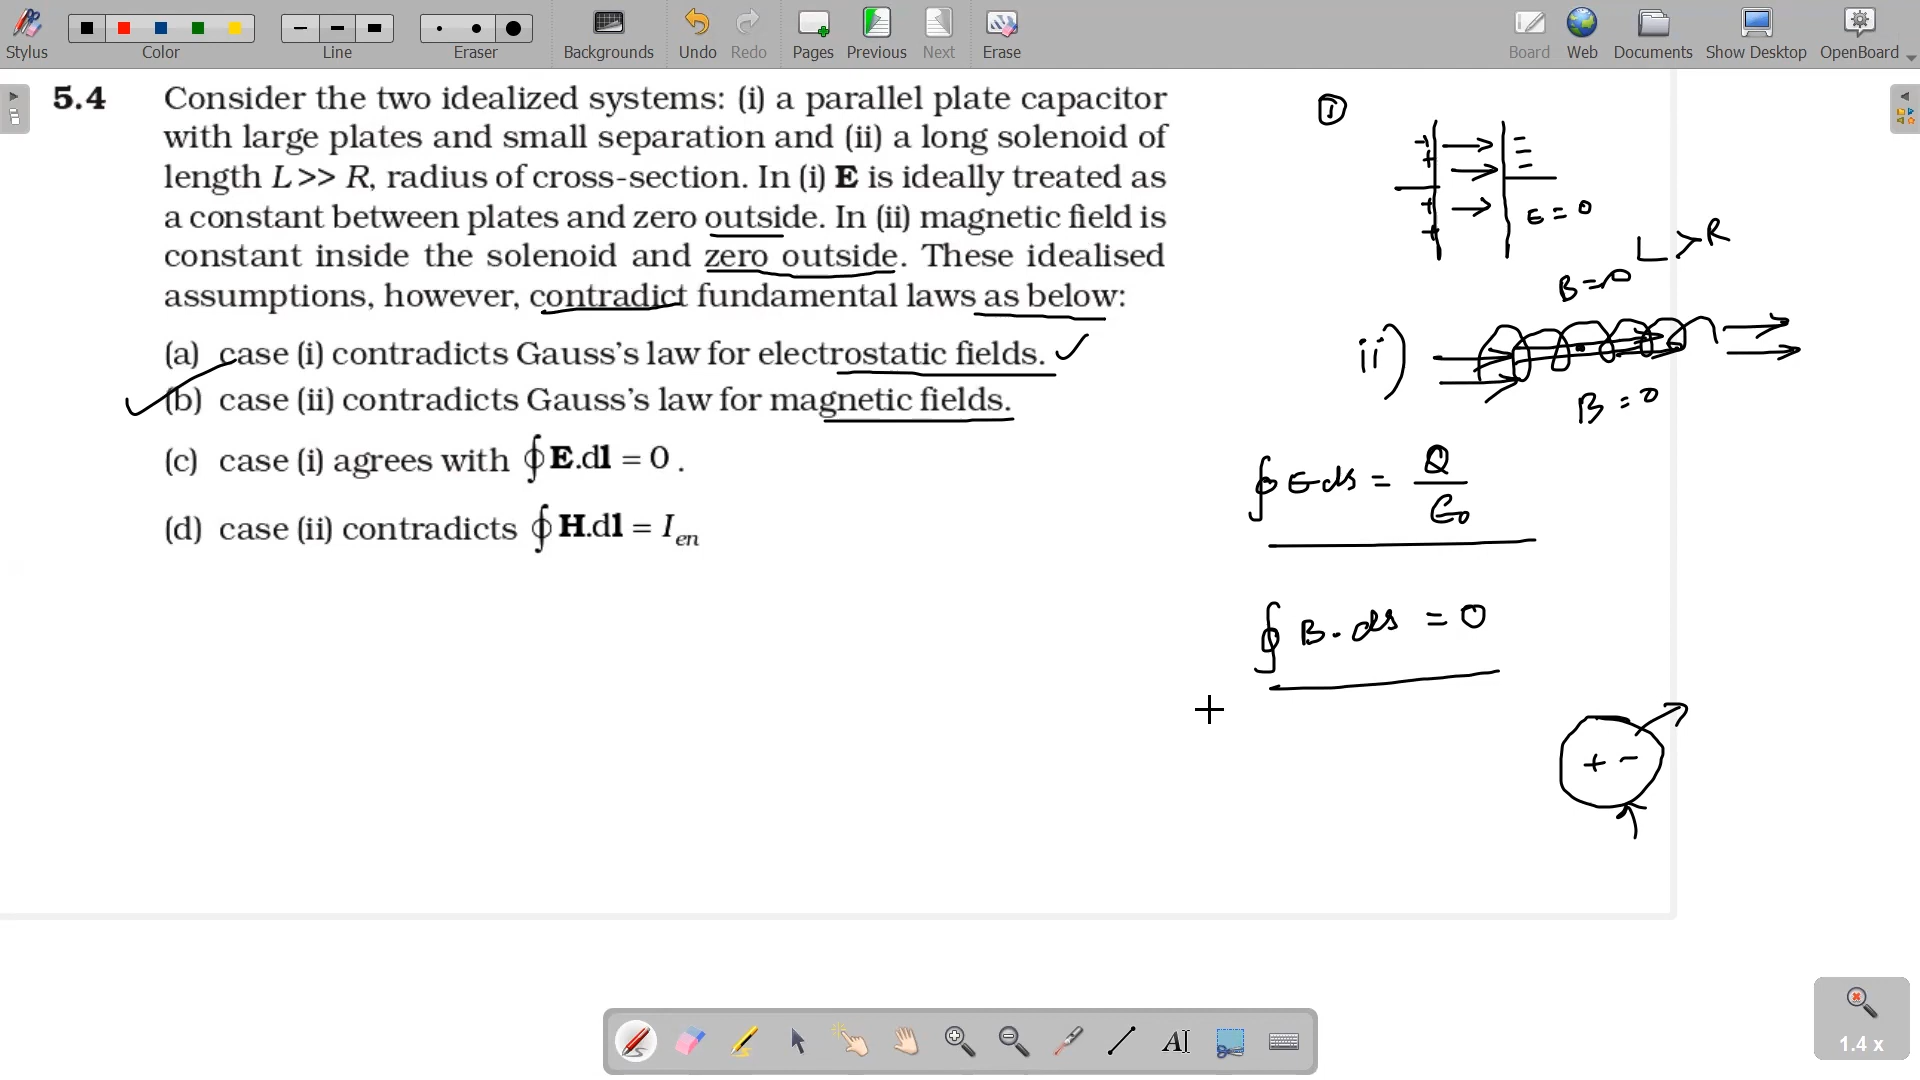 Stylus Color Line Eraser Backgrounds Undo Redo Pages Previous Next Erase Board Web Documents Show Desktop OpenBoard
5.4 Consider the two idealized systems: (i) a parallel plate capacitor
with large plates and small separation and (ii) a long solenoid of
length L >> R, radius of cross-section. In (i) E is ideally treated as
a constant between plates and zero outside. In (ii) magnetic field is
constant inside the solenoid and zero outside. These idealised
assumptions, however, contradict fundamental laws as below:
(a) case (i) contradicts Gauss's law for electrostatic fields.
(b) case (ii) contradicts Gauss's law for magnetic fields.
(c) case (i) agrees with ∮E.dl = 0 .
(d) case (ii) contradicts ∮H.dl = I_en
E = 0
L > R
B = 0
ii)
B = 0
∮ E ds = Q / ε₀
∮ B . ds = 0
+ -
1.4 x